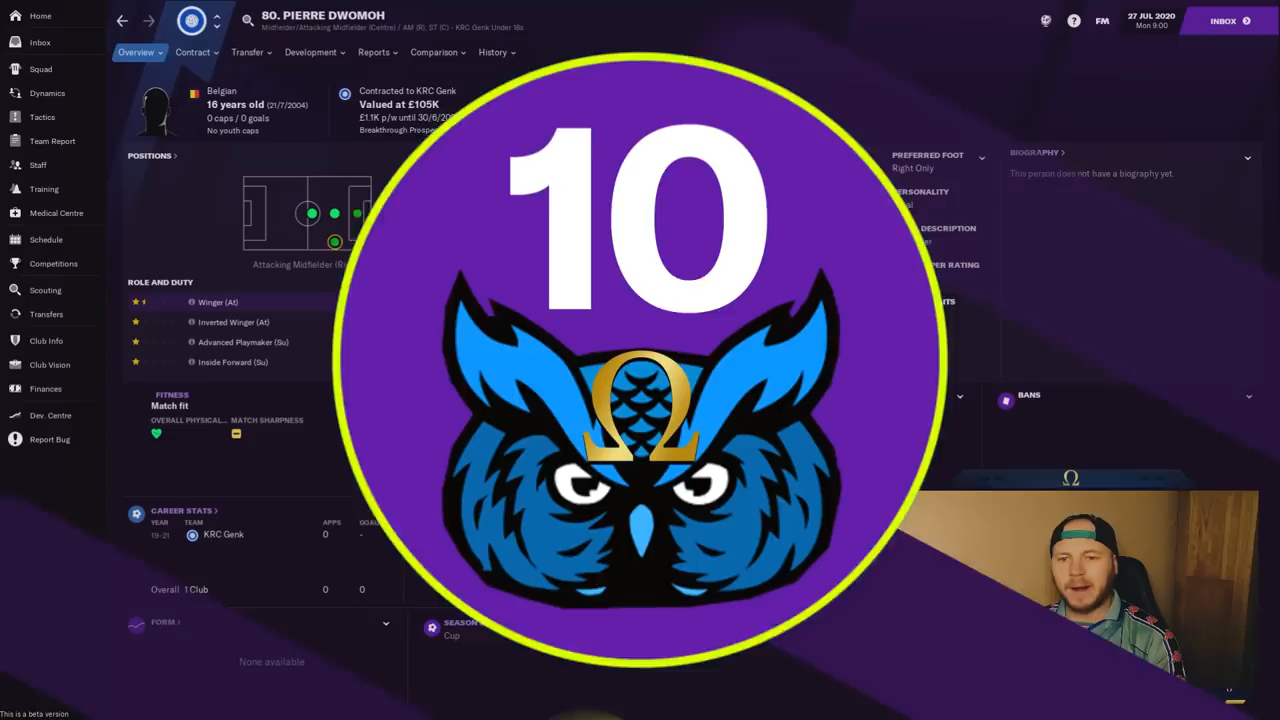 Home
Inbox
Squad
Dynamics
Tactics
Team Report
Staff
Training
Medical Centre
Schedule
Competitions
Scouting
Transfers
Club Info
Club Vision
Finances
Dev. Centre
Report Bug
This is a beta version
80. PIERRE DWOMOH
Midfielder/Attacking Midfielder (Centre) / AM (R), ST (C) - KRC Genk Under 18s
FM
27 JUL 2020
Mon 9:00
INBOX
Overview
Contract
Transfer
Development
Reports
Comparison
History
Belgian
16 years old (21/7/2004)
0 caps / 0 goals
No youth caps
Contracted to KRC Genk
Valued at £105K
£1.1K p/w until 30/6/
Breakthrough
POSITIONS
Attacking Midfielder
ROLE AND DUTY
Winger (At)
Inverted Winger (At)
Advanced Playmaker (Su)
Inside Forward (Su)
FITNESS
Match fit
OVERALL PHYSICAL... MATCH SHARPNESS
CAREER STATS
YEAR TEAM APPS
19-21 KRC Genk 0 -
Overall 1 Club 0 0
FORM
None available
SEASON
Cup
10
Ω
PREFERRED FOOT
Right Only
BIOGRAPHY
This person does not have a biography yet.
DESCRIPTION
RATING
BANS
Ω